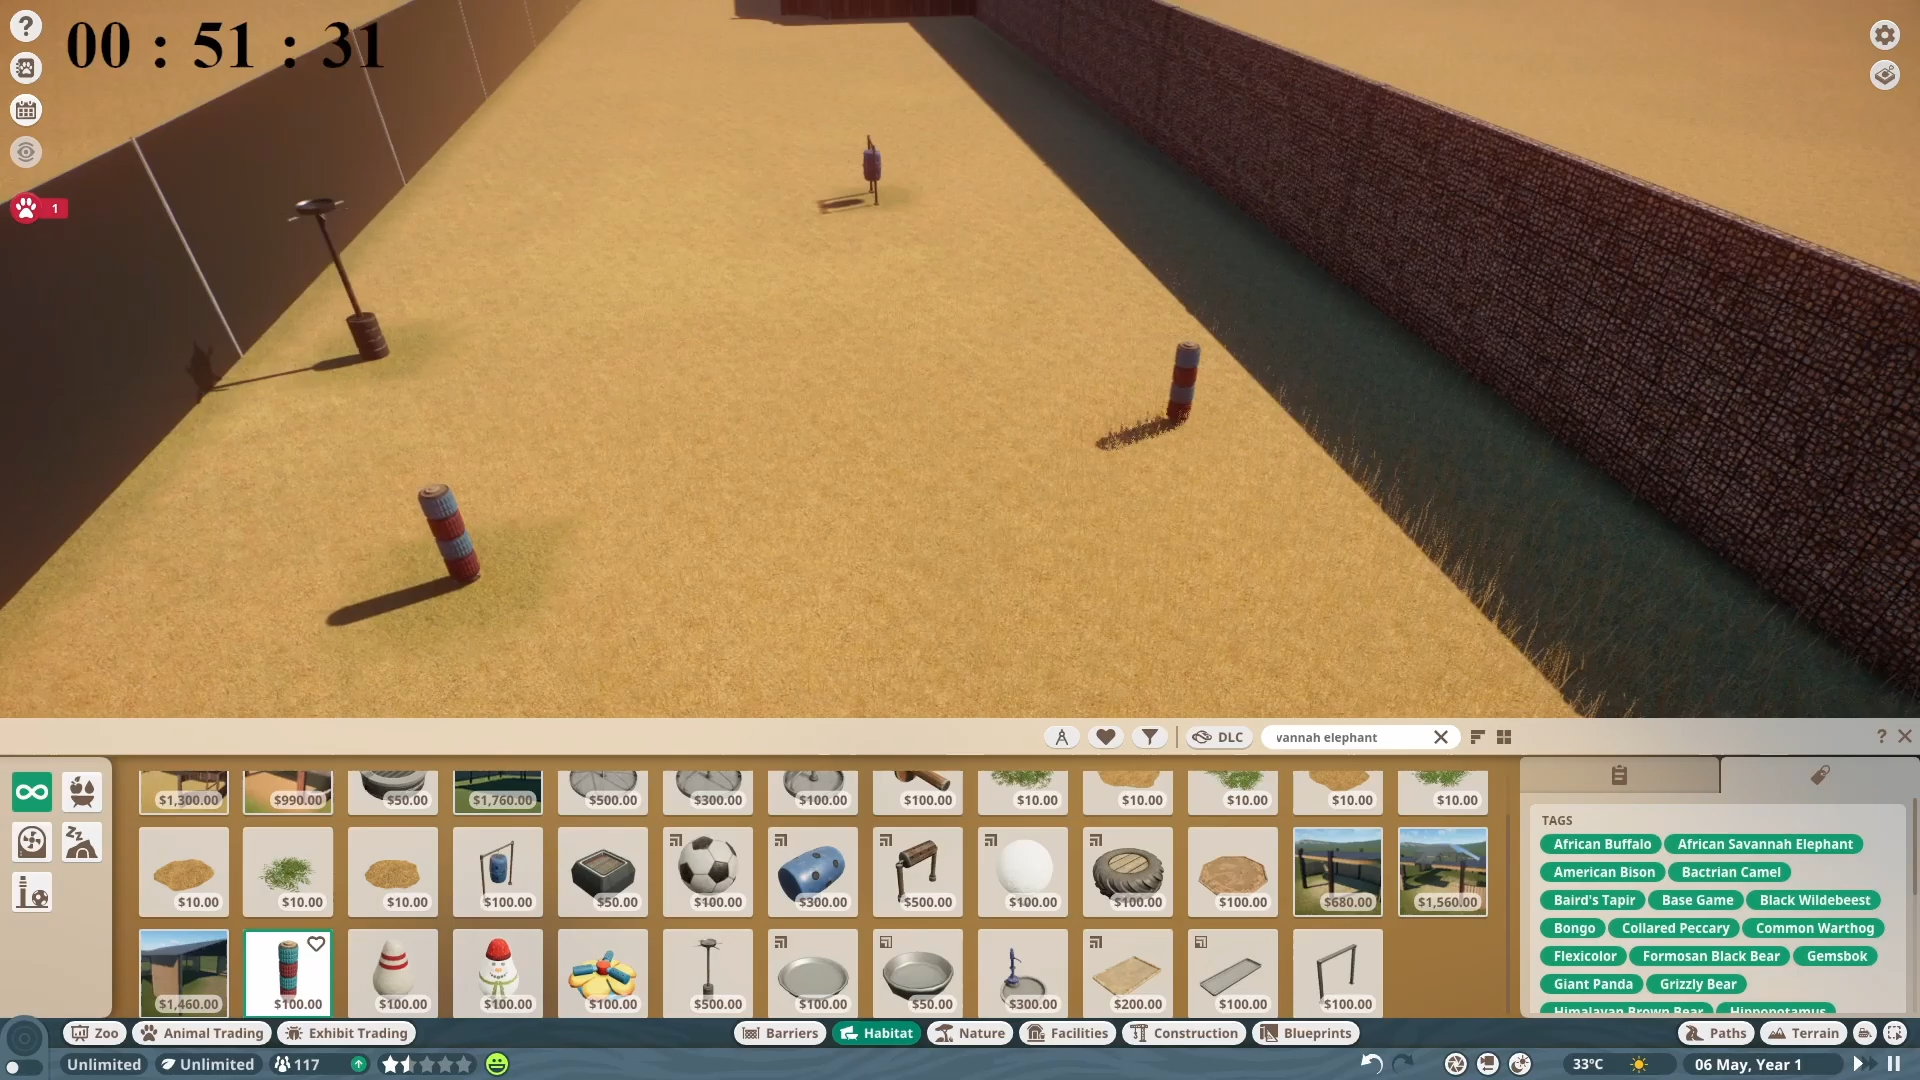 00 : 51 : 31
1
DLC
vannah elephant
?
$1,300.00 $990.00 $50.00 $1,760.00 $500.00 $300.00 $100.00 $100.00 $10.00 $10.00 $10.00 $10.00 $10.00
$10.00 $10.00 $10.00 $100.00 $50.00 $100.00 $300.00 $500.00 $100.00 $100.00 $100.00 $680.00 $1,560.00
$1,460.00 $100.00 $100.00 $100.00 $100.00 $500.00 $100.00 $50.00 $300.00 $200.00 $100.00 $100.00
TAGS
African Buffalo African Savannah Elephant
American Bison Bactrian Camel
Baird's Tapir Base Game Black Wildebeest
Bongo Collared Peccary Common Warthog
Flexicolor Formosan Black Bear Gemsbok
Giant Panda Grizzly Bear
Himalayan Brown Bear Hippopotamus
Zoo Animal Trading Exhibit Trading Barriers Habitat Nature Facilities Construction Blueprints Paths Terrain
Unlimited Unlimited 117 33°C 06 May, Year 1